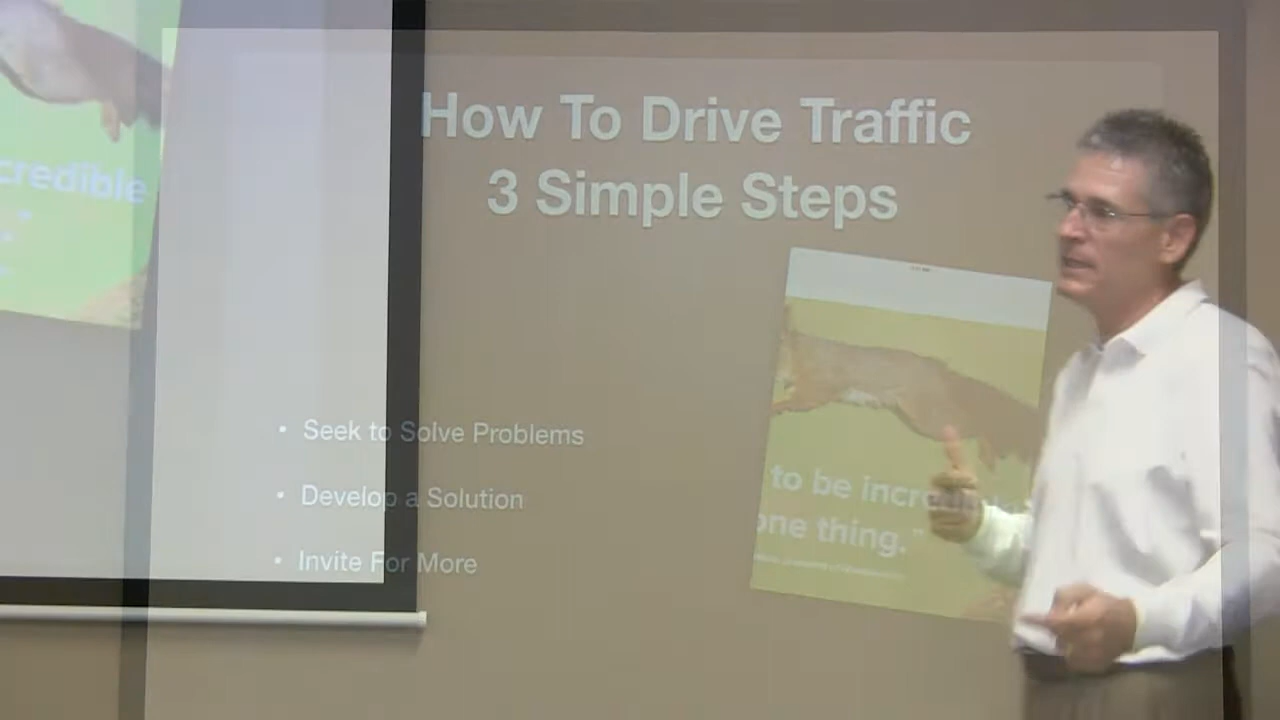 How To Drive Traffic
3 Simple Steps
credible
• Seek to Solve Problems
• Develop a Solution
• Invite For More
to be incredible
one thing."